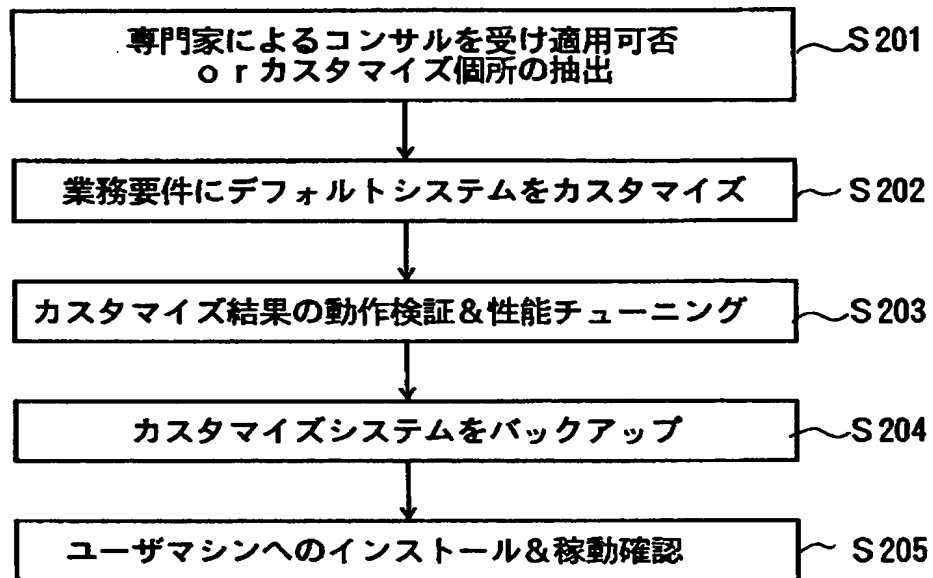 専門家によるコンサルを受け適用可否
orカスタマイズ個所の抽出
S201
業務要件にデフォルトシステムをカスタマイズ
S202
カスタマイズ結果の動作検証&性能チューニング
S203
カスタマイズシステムをバックアップ
S204
ユーザマシンへのインストール&稼動確認
S205